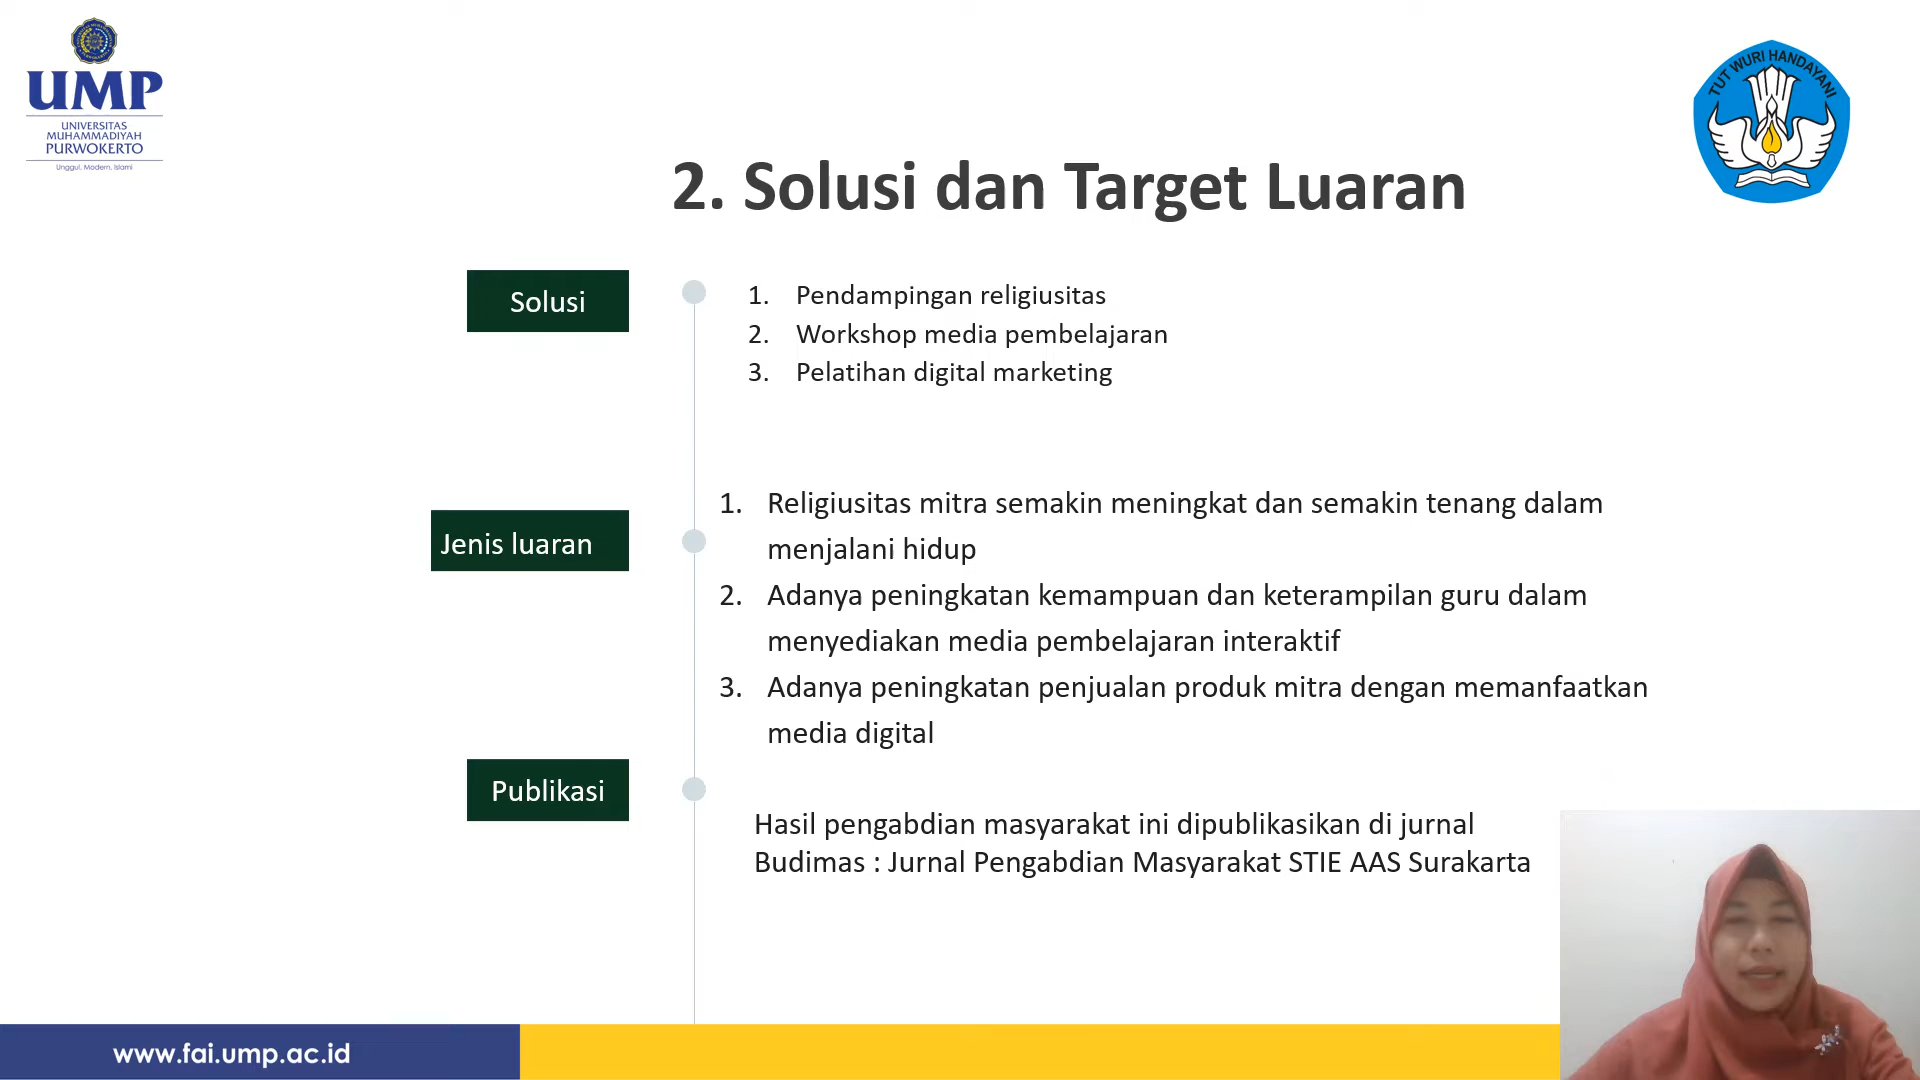 UMP
UNIVERSITAS
MUHAMMADIYAH
PURWOKERTO
Unggul, Modern, Islami
TUT WURI HANDAYANI
2. Solusi dan Target Luaran
Solusi
1. Pendampingan religiusitas
2. Workshop media pembelajaran
3. Pelatihan digital marketing
Jenis luaran
1. Religiusitas mitra semakin meningkat dan semakin tenang dalam
menjalani hidup
2. Adanya peningkatan kemampuan dan keterampilan guru dalam
menyediakan media pembelajaran interaktif
3. Adanya peningkatan penjualan produk mitra dengan memanfaatkan
media digital
Publikasi
Hasil pengabdian masyarakat ini dipublikasikan di jurnal
Budimas : Jurnal Pengabdian Masyarakat STIE AAS Surakarta
www.fai.ump.ac.id